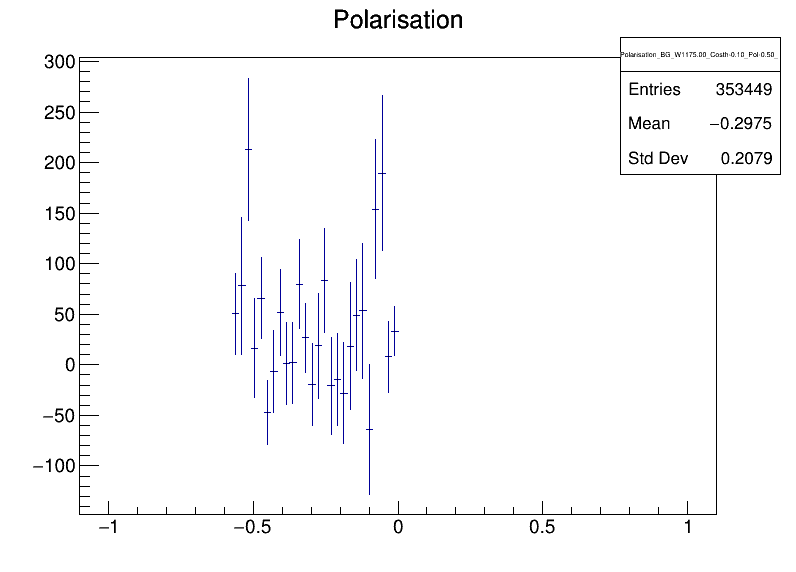 Polarisation
Polarisation_BG_W1175.00_Costh-0.10_Pol-0.50_
Entries 353449
Mean −0.2975
Std Dev 0.2079
300
250
200
150
100
50
0
−50
−100
−1 −0.5 0 0.5 1